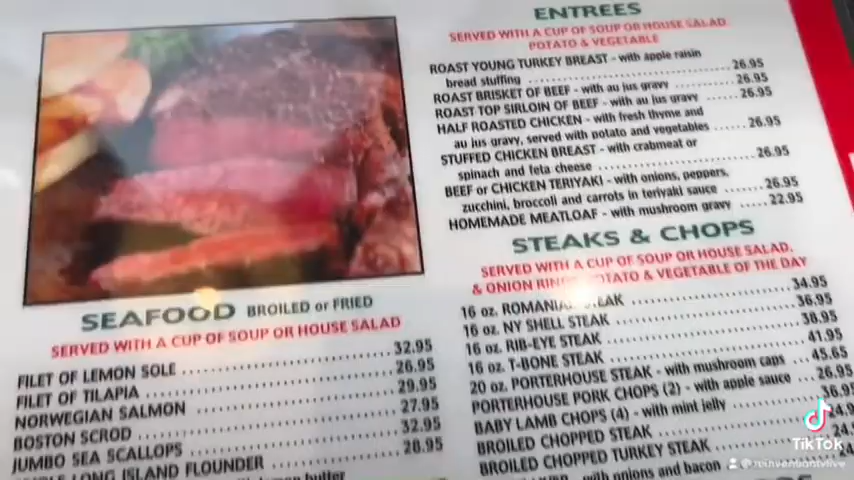 ENTREES
SERVED WITH A CUP OF SOUP OR HOUSE SALAD
POTATO & VEGETABLE
ROAST YOUNG TURKEY BREAST - with apple raisin
bread stuffing 26.95
ROAST BRISKET OF BEEF - with au jus gravy 26.95
ROAST TOP SIRLOIN OF BEEF - with au jus gravy 26.95
HALF ROASTED CHICKEN - with fresh thyme and
au jus gravy, served with potato and vegetables 26.95
STUFFED CHICKEN BREAST - with crabmeat or
spinach and feta cheese 26.95
BEEF or CHICKEN TERIYAKI - with onions, peppers,
zucchini, broccoli and carrots in teriyaki sauce 26.95
HOMEMADE MEATLOAF - with mushroom gravy 22.95
STEAKS & CHOPS
SERVED WITH A CUP OF SOUP OR HOUSE SALAD,
& ONION RINGS, POTATO & VEGETABLE OF THE DAY
16 oz. ROMANIAN STEAK 34.95
16 oz. NY SHELL STEAK 36.95
16 oz. RIB-EYE STEAK 38.95
16 oz. T-BONE STEAK 41.95
20 oz. PORTERHOUSE STEAK - with mushroom caps 45.65
PORTERHOUSE PORK CHOPS (2) - with apple sauce 26.95
BABY LAMB CHOPS (4) - with mint jelly 36.95
BROILED CHOPPED STEAK
BROILED CHOPPED TURKEY STEAK
with onions and bacon
SEAFOOD BROILED or FRIED
SERVED WITH A CUP OF SOUP OR HOUSE SALAD
FILET OF LEMON SOLE 32.95
FILET OF TILAPIA 26.95
NORWEGIAN SALMON 29.95
BOSTON SCROD 27.95
JUMBO SEA SCALLOPS 32.95
LONG ISLAND FLOUNDER 28.95
butter
TikTok